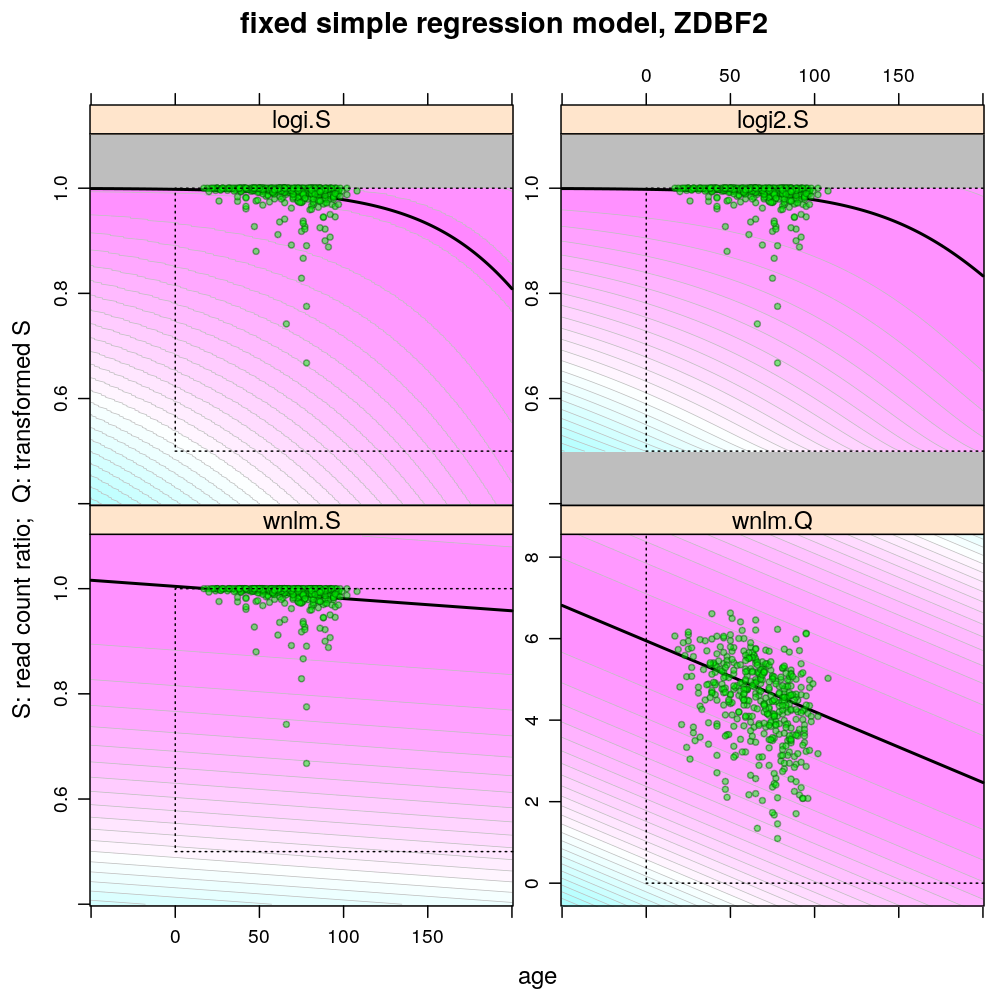 fixed simple regression model, ZDBF2
0 50 100 150
logi.S
logi2.S
1.0
0.8
0.6
1.0
0.8
0.6
wnlm.S
wnlm.Q
1.0
0.8
0.6
8
6
4
2
0
0 50 100 150
S: read count ratio; Q: transformed S
age